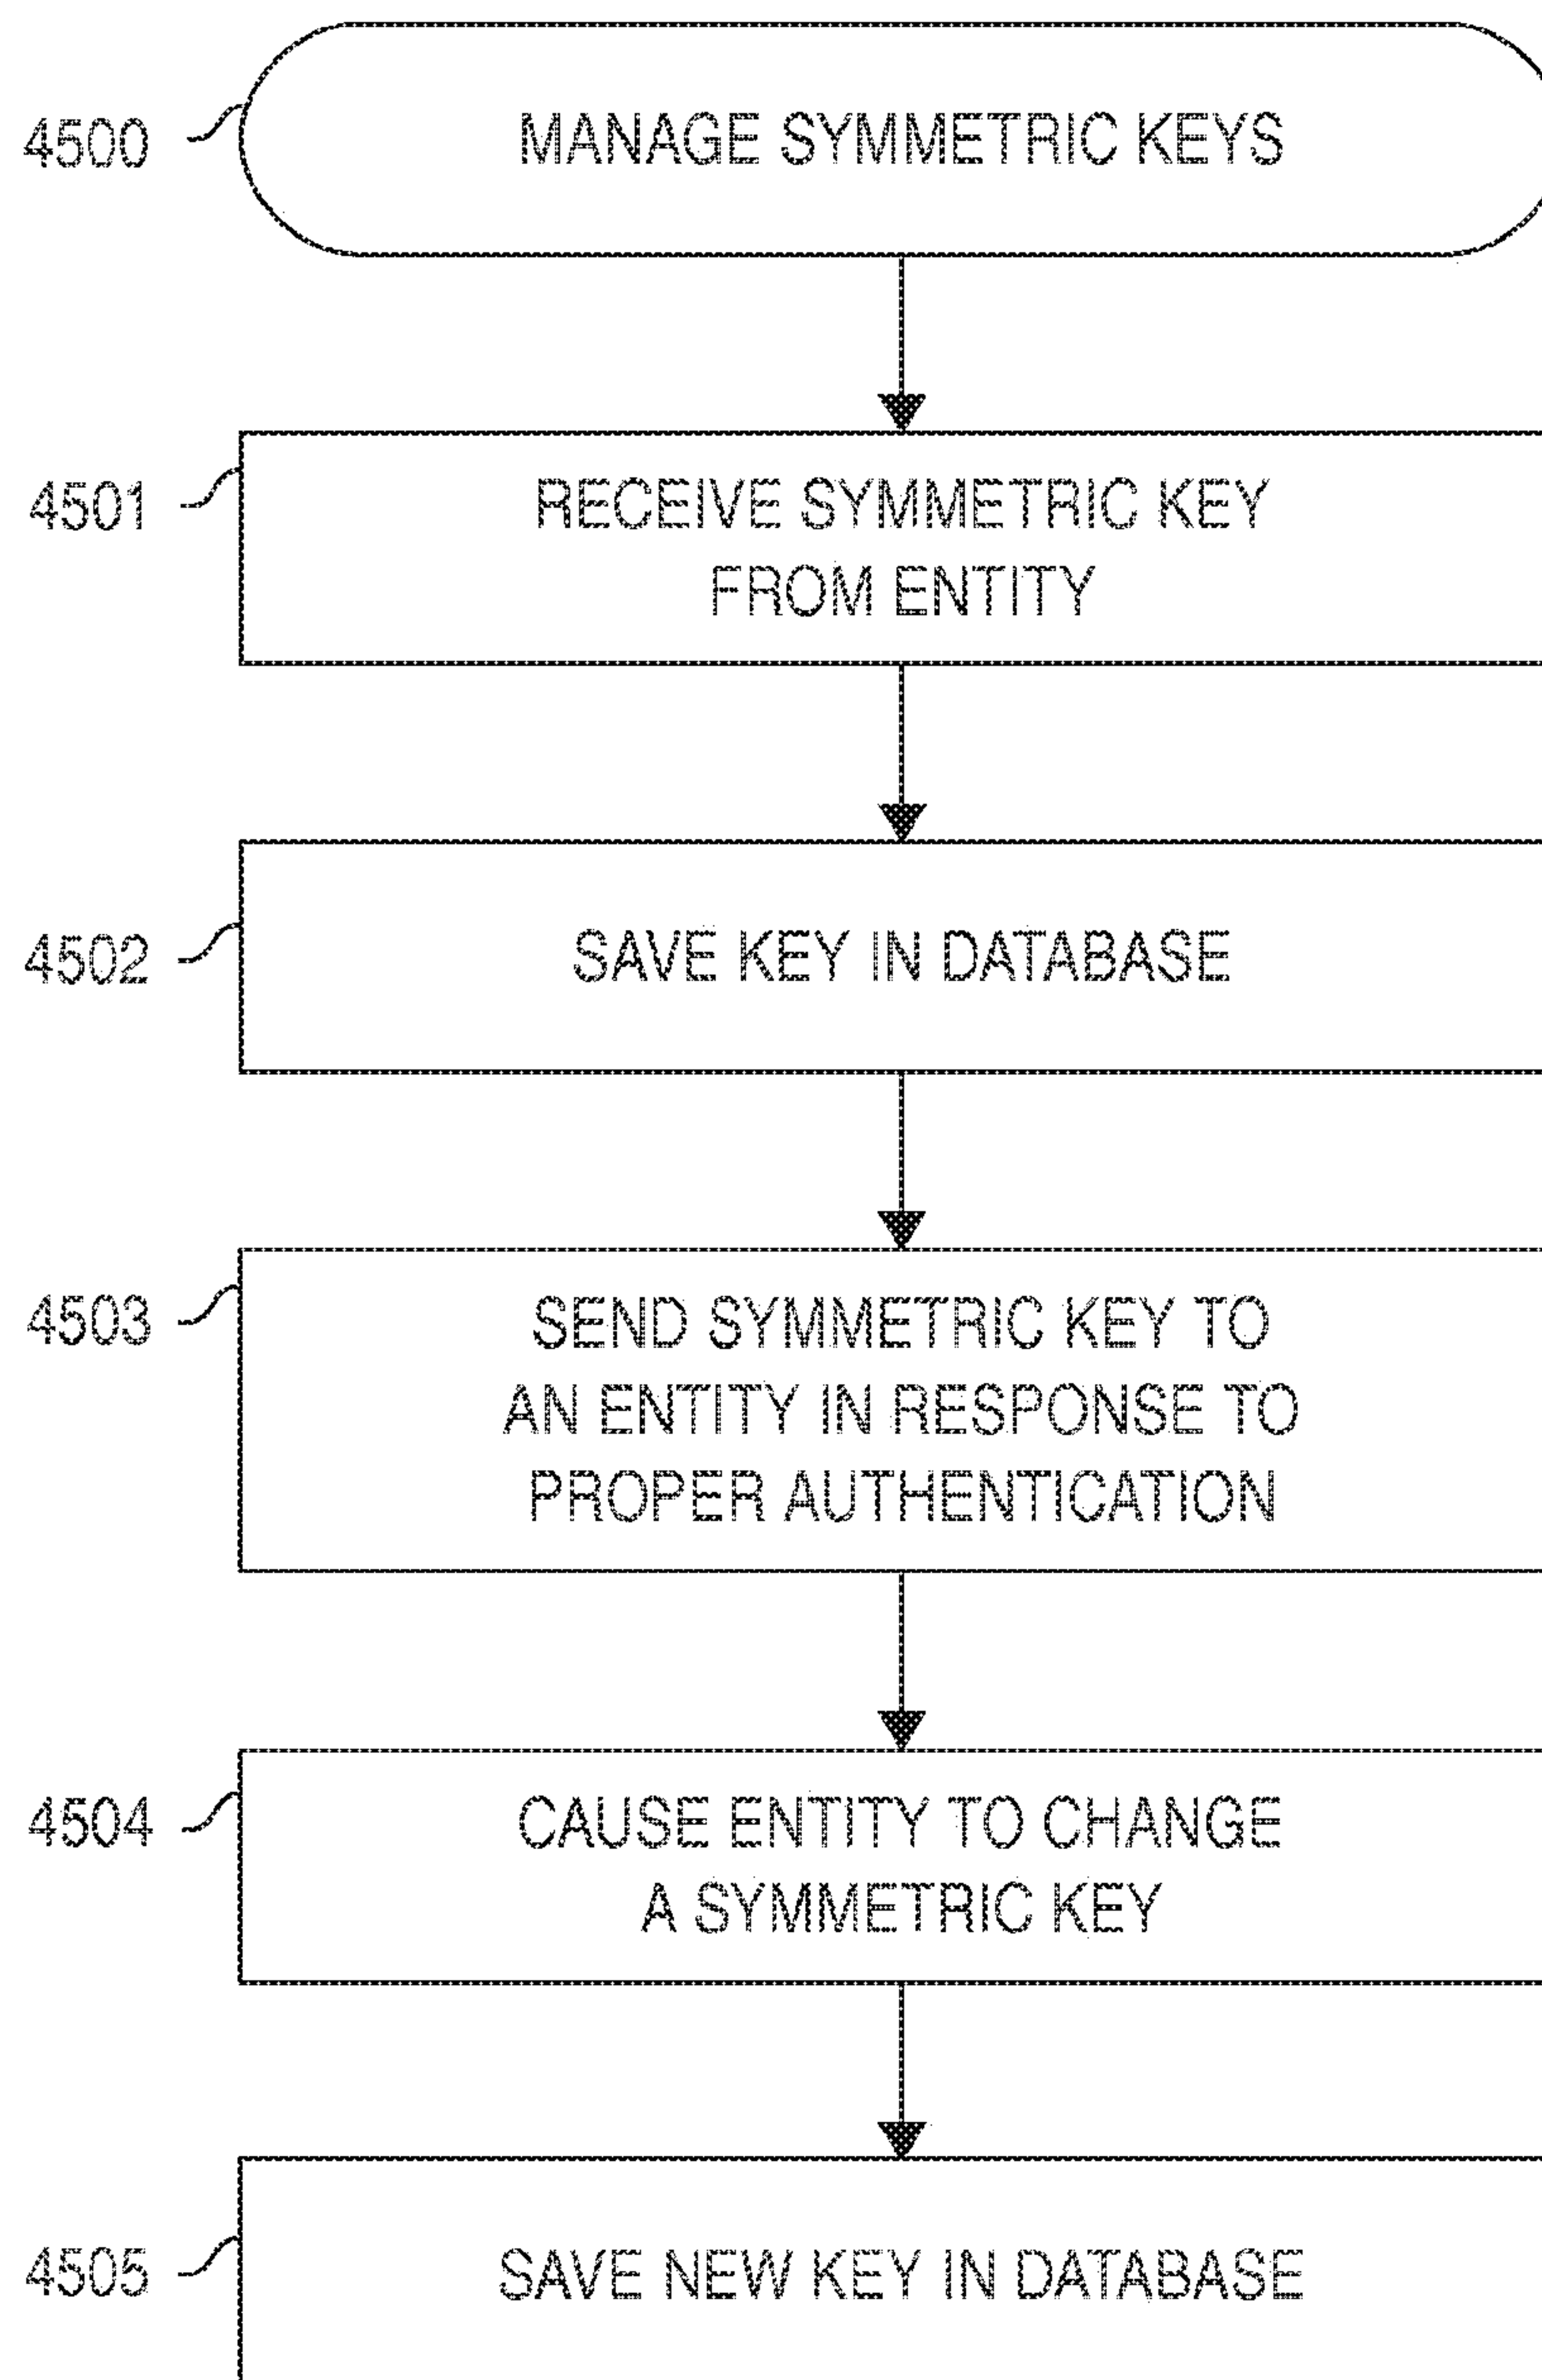 4500
MANAGE SYMMETRIC KEYS
4501
RECEIVE SYMMETRIC KEY
FROM ENTITY
4502
SAVE KEY IN DATABASE
4503
SEND SYMMETRIC KEY TO
AN ENTITY IN RESPONSE TO
PROPER AUTHENTICATION
4504
CAUSE ENTITY TO CHANGE
A SYMMETRIC KEY
4505
SAVE NEW KEY IN DATABASE